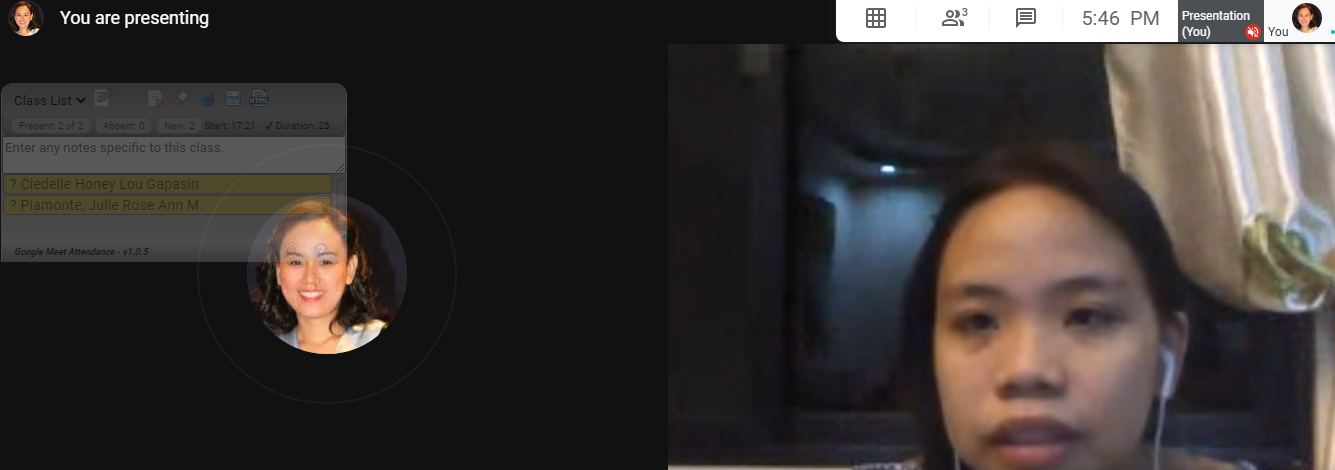 You are presenting
3
5:46 PM
Presentation
(You)
You
Class List
HTML
Present: 2 of 2 Absent: 0 New: 2 Start: 17:21 ✓ Duration: 25
Enter any notes specific to this class.
? Ciedelle Honey Lou Gapasin
? Piamonte, Julie Rose Ann M.
Google Meet Attendance - v1.0.5